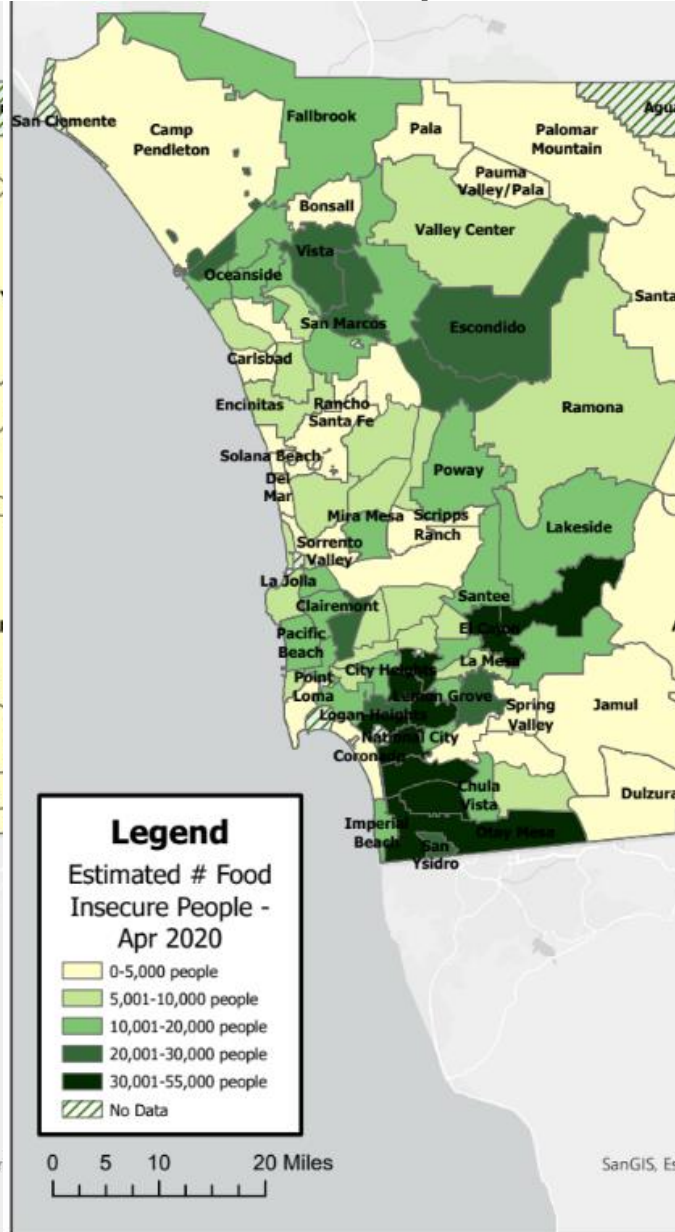 San Clemente
Camp
Pendleton
Fallbrook
Pala
Palomar
Mountain
Agua
Pauma
Valley/Pala
Bonsall
Valley Center
Vista
Oceanside
Santa
San Marcos
Escondido
Carlsbad
Encinitas
Rancho
Santa Fe
Ramona
Solana Beach
Del
Mar
Poway
Mira Mesa
Scripps
Ranch
Lakeside
Sorrento
Valley
La Jolla
Santee
Clairemont
El Cajon
Pacific
Beach
La Mesa
City Heights
Point
Loma
Lemon Grove
Spring
Valley
Jamul
Logan Heights
National City
Coronado
Chula
Vista
Dulzura
Imperial
Beach
Otay Mesa
San
Ysidro
Legend
Estimated # Food
Insecure People -
Apr 2020
0-5,000 people
5,001-10,000 people
10,001-20,000 people
20,001-30,000 people
30,001-55,000 people
No Data
0 5 10 20 Miles
SanGIS, Es